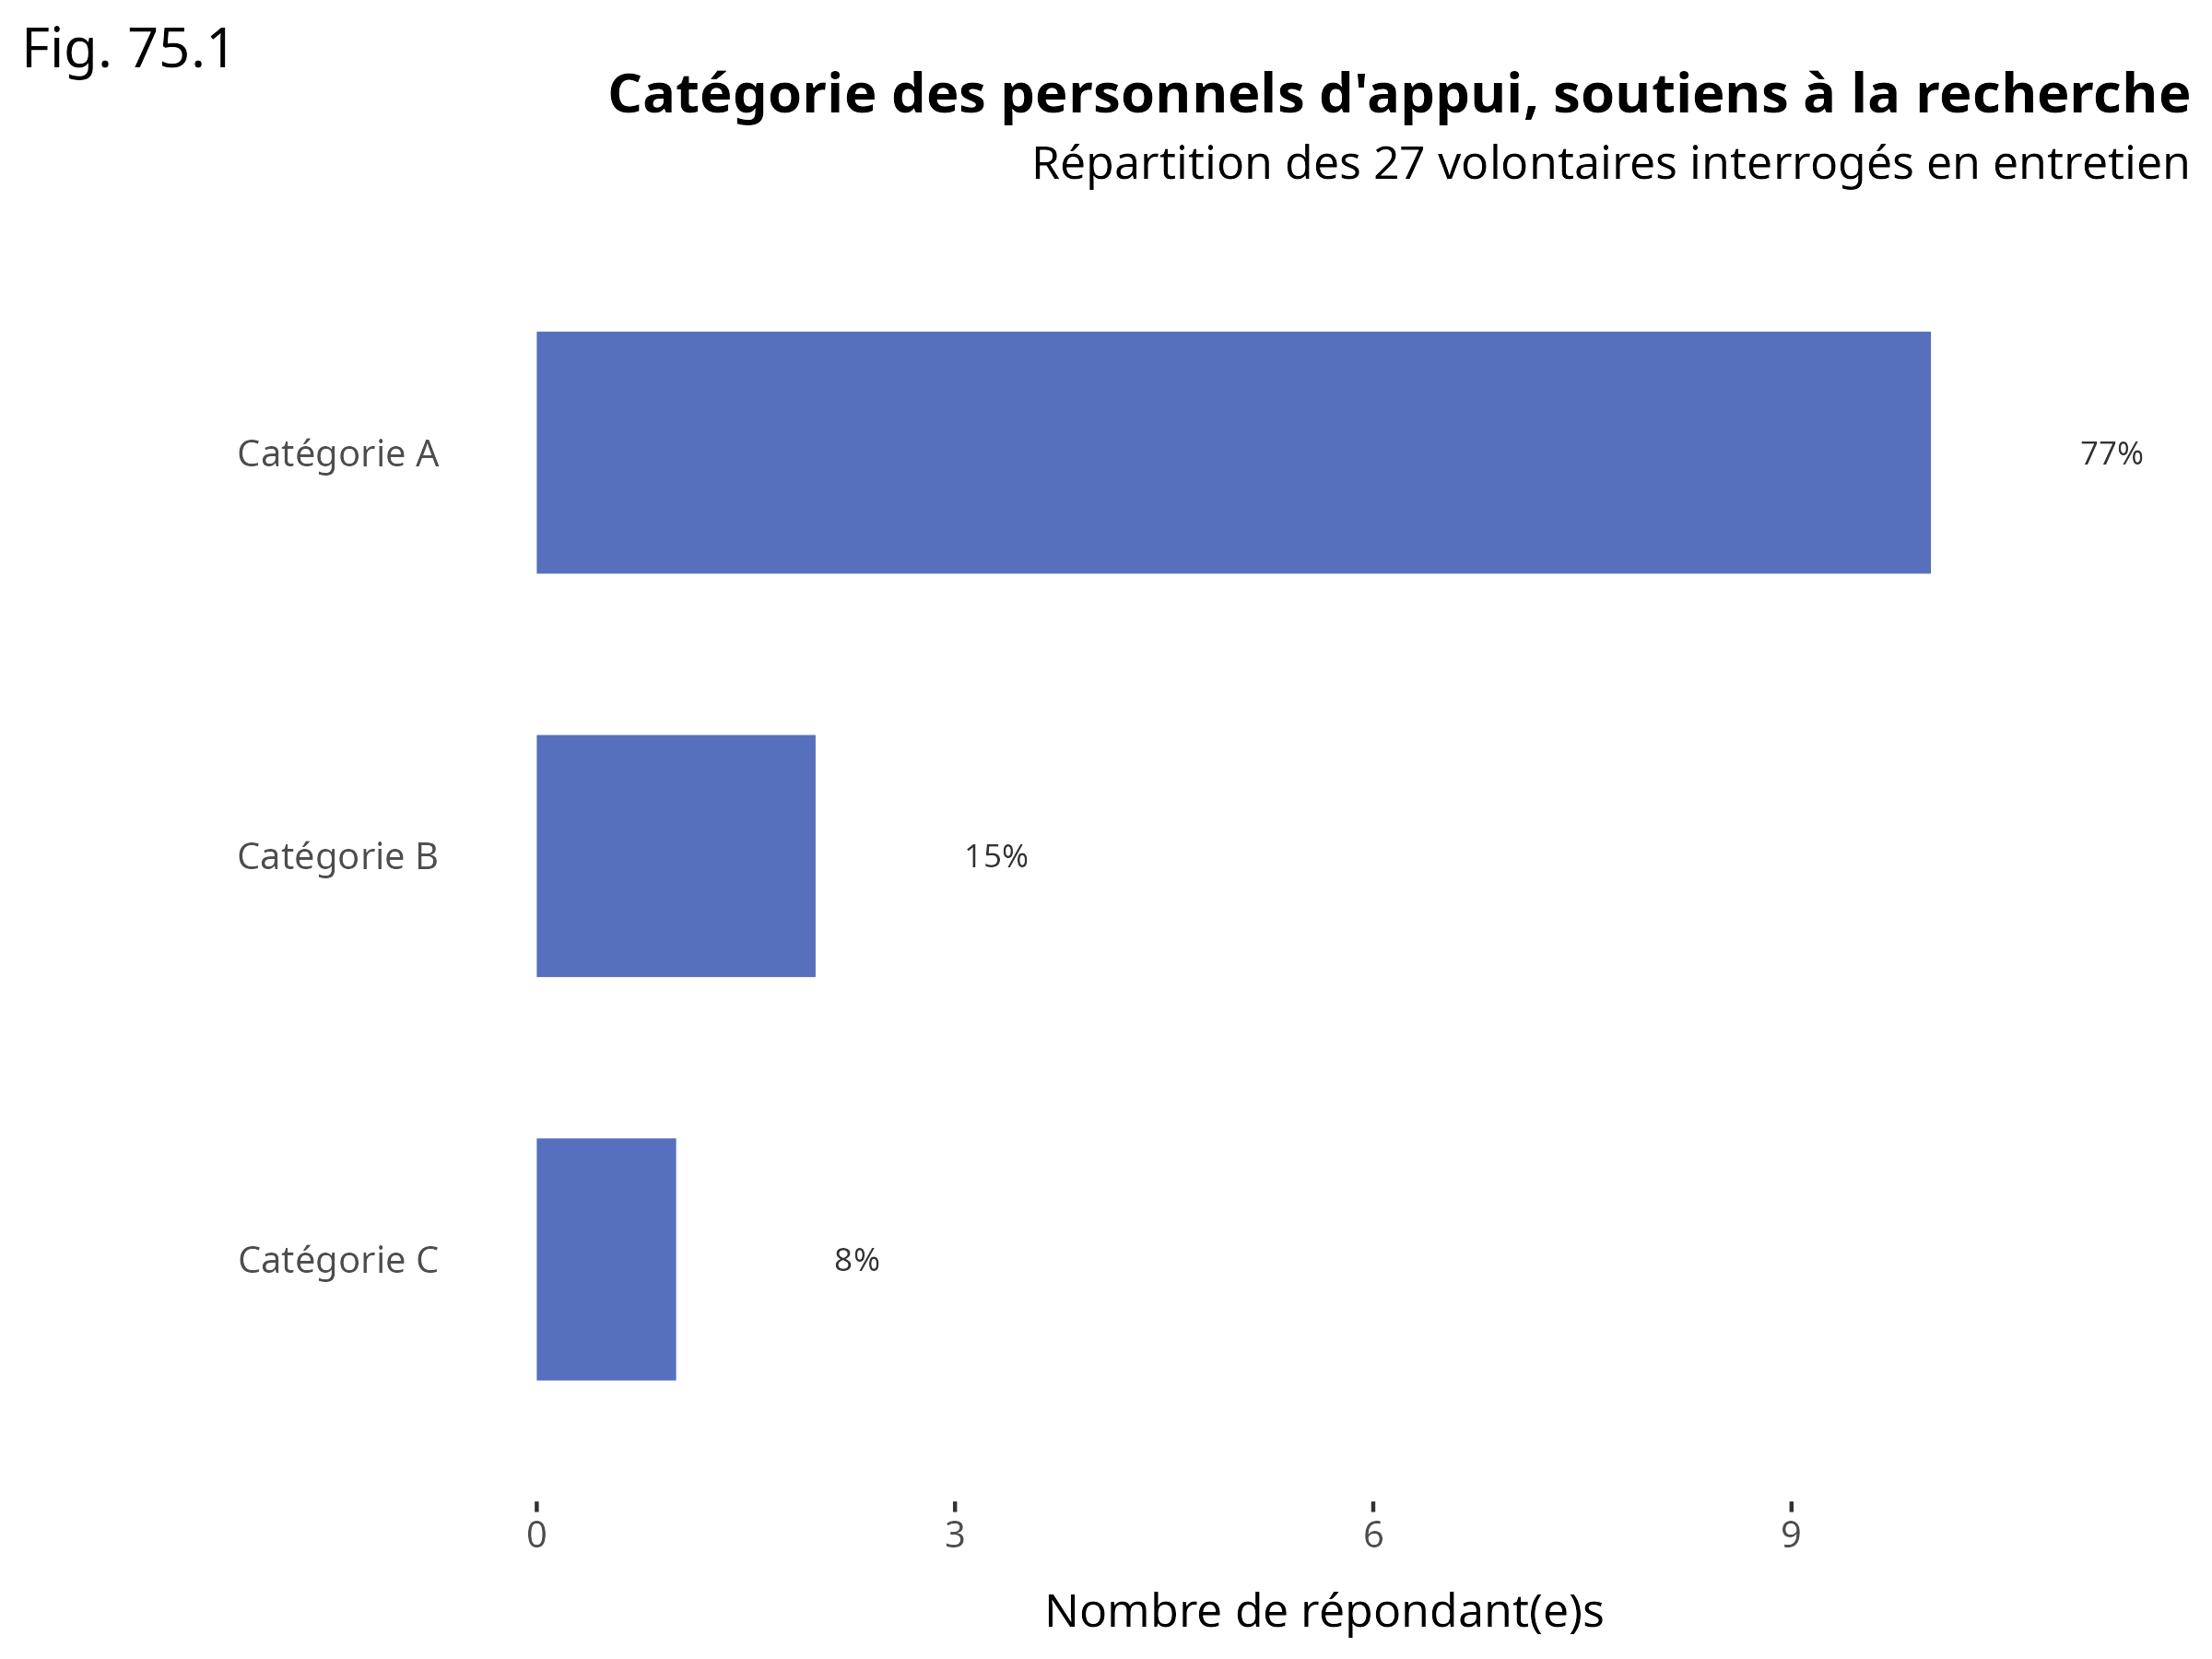 Fig. 75.1
Catégorie des personnels d'appui, soutiens à la recherche
Répartition des 27 volontaires interrogés en entretien
Catégorie A
77%
Catégorie B
15%
Catégorie C
8%
0 3 6 9
Nombre de répondant(e)s